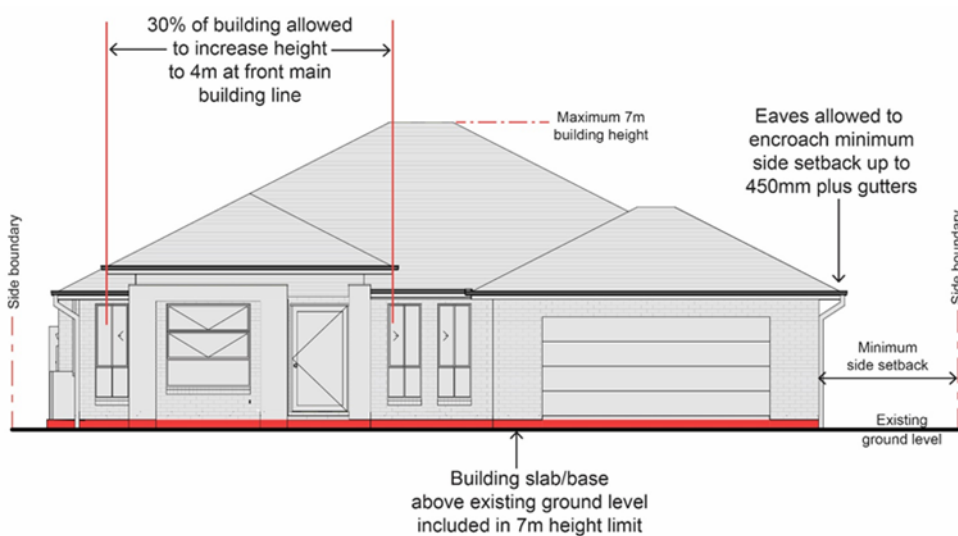 30% of building allowed
to increase height
to 4m at front main
building line
Maximum 7m
building height
Eaves allowed to
encroach minimum
side setback up to
450mm plus gutters
Side boundary
Side boundary
Minimum
side setback
Existing
ground level
Building slab/base
above existing ground level
included in 7m height limit